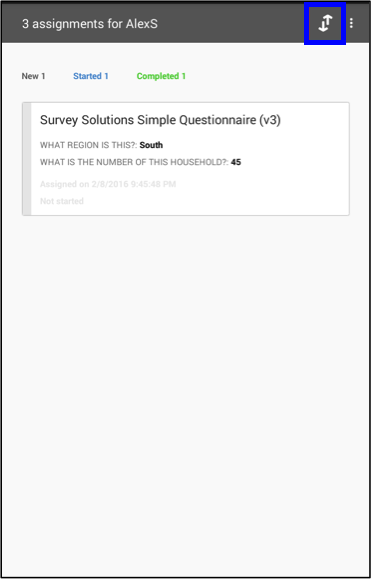 3 assignments for AlexS
New 1 Started 1 Completed 1
Survey Solutions Simple Questionnaire (v3)
WHAT REGION IS THIS?: South
WHAT IS THE NUMBER OF THIS HOUSEHOLD?: 45
Assigned on 2/8/2016 9:45:48 PM
Not started